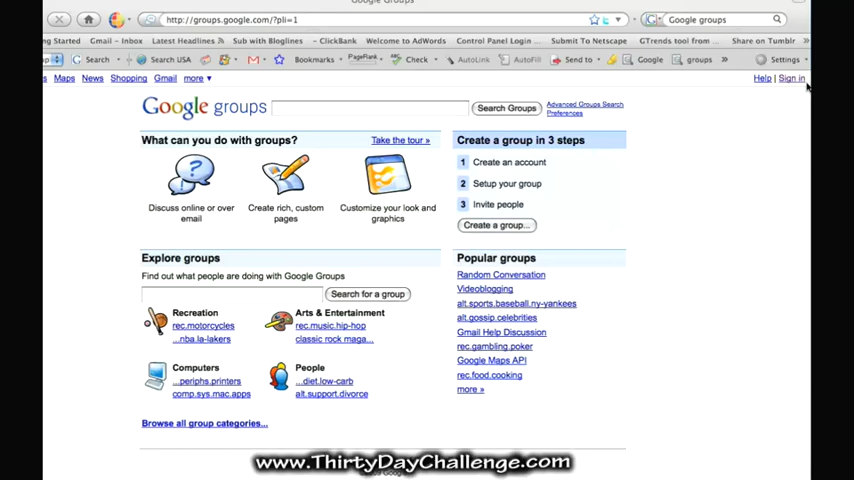 Google Groups
http://groups.google.com/?pli=1
Google groups
ing Started Gmail – Inbox Latest Headlines Sub with Bloglines ClickBank Welcome to AdWords Control Panel Login ... Submit To Netscape GTrends tool from... Share on Tumblr »
Search Search USA Bookmarks PageRank Check AutoLink AutoFill Send to Google groups » Settings
s Maps News Shopping Gmail more ▼ Help | Sign in
Google groups Search Groups Advanced Groups Search
Preferences
What can you do with groups? Take the tour »
Discuss online or over email
Create rich, custom pages
Customize your look and graphics
Create a group in 3 steps
1 Create an account
2 Setup your group
3 Invite people
Create a group...
Explore groups
Find out what people are doing with Google Groups
Search for a group
Recreation
rec.motorcycles
...nba.la-lakers
Arts & Entertainment
rec.music.hip-hop
classic rock maga...
Computers
...periphs.printers
comp.sys.mac.apps
People
...diet.low-carb
alt.support.divorce
Browse all group categories...
Popular groups
Random Conversation
Videoblogging
alt.sports.baseball.ny-yankees
alt.gossip.celebrities
Gmail Help Discussion
rec.gambling.poker
Google Maps API
rec.food.cooking
more »
www.ThirtyDayChallenge.com